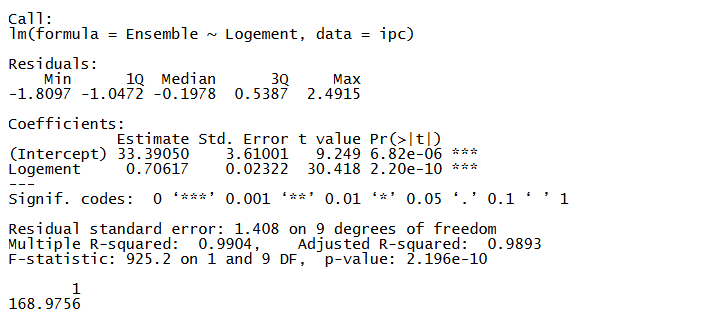 Call:
lm(formula = Ensemble ~ Logement, data = ipc)
Residuals:
    Min      1Q  Median      3Q     Max
-1.8097 -1.0472 -0.1978  0.5387  2.4915
Coefficients:
            Estimate Std. Error t value Pr(>|t|)
(Intercept) 33.39050    3.61001   9.249 6.82e-06 ***
Logement     0.70617    0.02322  30.418 2.20e-10 ***
---
Signif. codes:  0 ‘***’ 0.001 ‘**’ 0.01 ‘*’ 0.05 ‘.’ 0.1 ‘ ’ 1
Residual standard error: 1.408 on 9 degrees of freedom
Multiple R-squared:  0.9904,    Adjusted R-squared:  0.9893
F-statistic: 925.2 on 1 and 9 DF,  p-value: 2.196e-10
       1
168.9756